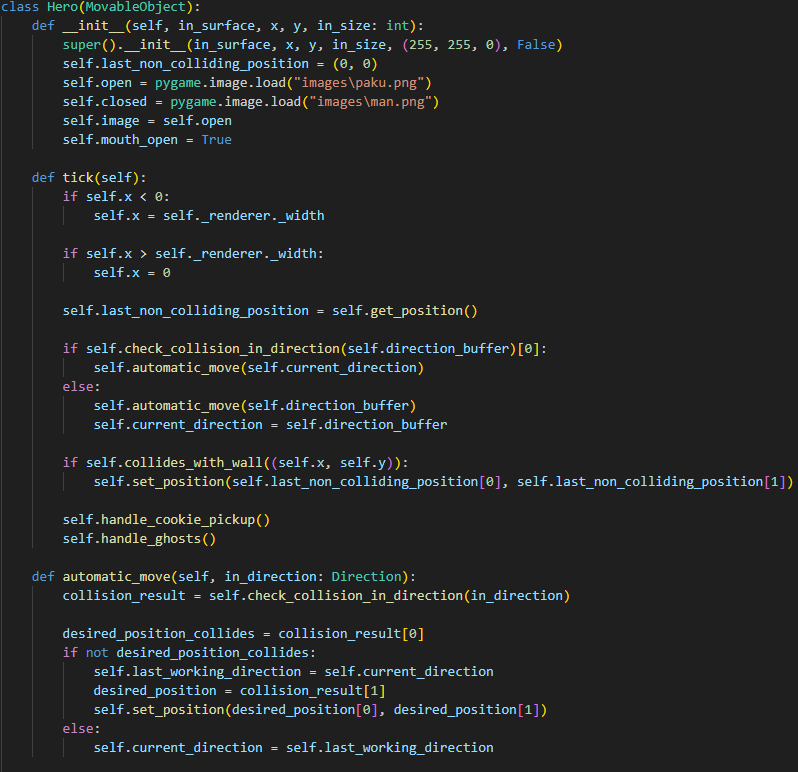 class Hero(MovableObject):
    def __init__(self, in_surface, x, y, in_size: int):
        super().__init__(in_surface, x, y, in_size, (255, 255, 0), False)
        self.last_non_colliding_position = (0, 0)
        self.open = pygame.image.load("images\paku.png")
        self.closed = pygame.image.load("images\man.png")
        self.image = self.open
        self.mouth_open = True

    def tick(self):
        if self.x < 0:
            self.x = self._renderer._width

        if self.x > self._renderer._width:
            self.x = 0

        self.last_non_colliding_position = self.get_position()

        if self.check_collision_in_direction(self.direction_buffer)[0]:
            self.automatic_move(self.current_direction)
        else:
            self.automatic_move(self.direction_buffer)
            self.current_direction = self.direction_buffer

        if self.collides_with_wall((self.x, self.y)):
            self.set_position(self.last_non_colliding_position[0], self.last_non_colliding_position[1])

        self.handle_cookie_pickup()
        self.handle_ghosts()

    def automatic_move(self, in_direction: Direction):
        collision_result = self.check_collision_in_direction(in_direction)

        desired_position_collides = collision_result[0]
        if not desired_position_collides:
            self.last_working_direction = self.current_direction
            desired_position = collision_result[1]
            self.set_position(desired_position[0], desired_position[1])
        else:
            self.current_direction = self.last_working_direction